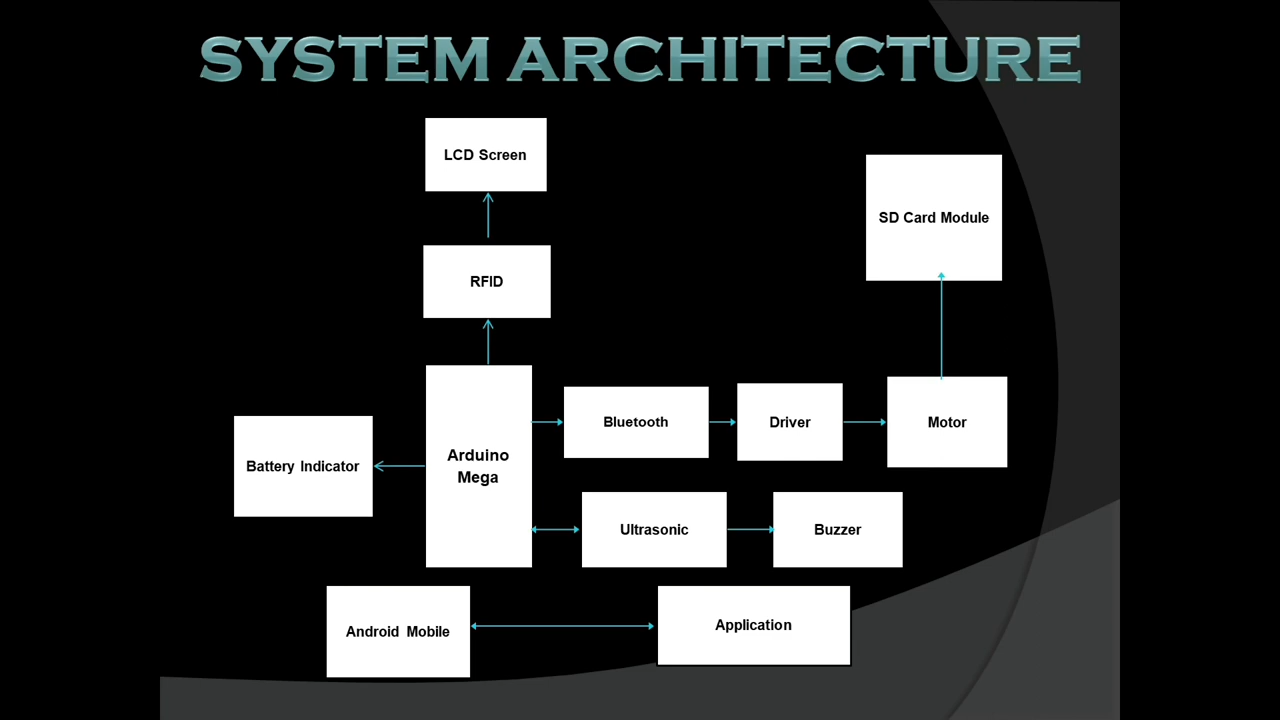 SYSTEM ARCHITECTURE
LCD Screen
SD Card Module
RFID
Bluetooth
Driver
Motor
Arduino
Mega
Battery Indicator
Ultrasonic
Buzzer
Android Mobile
Application